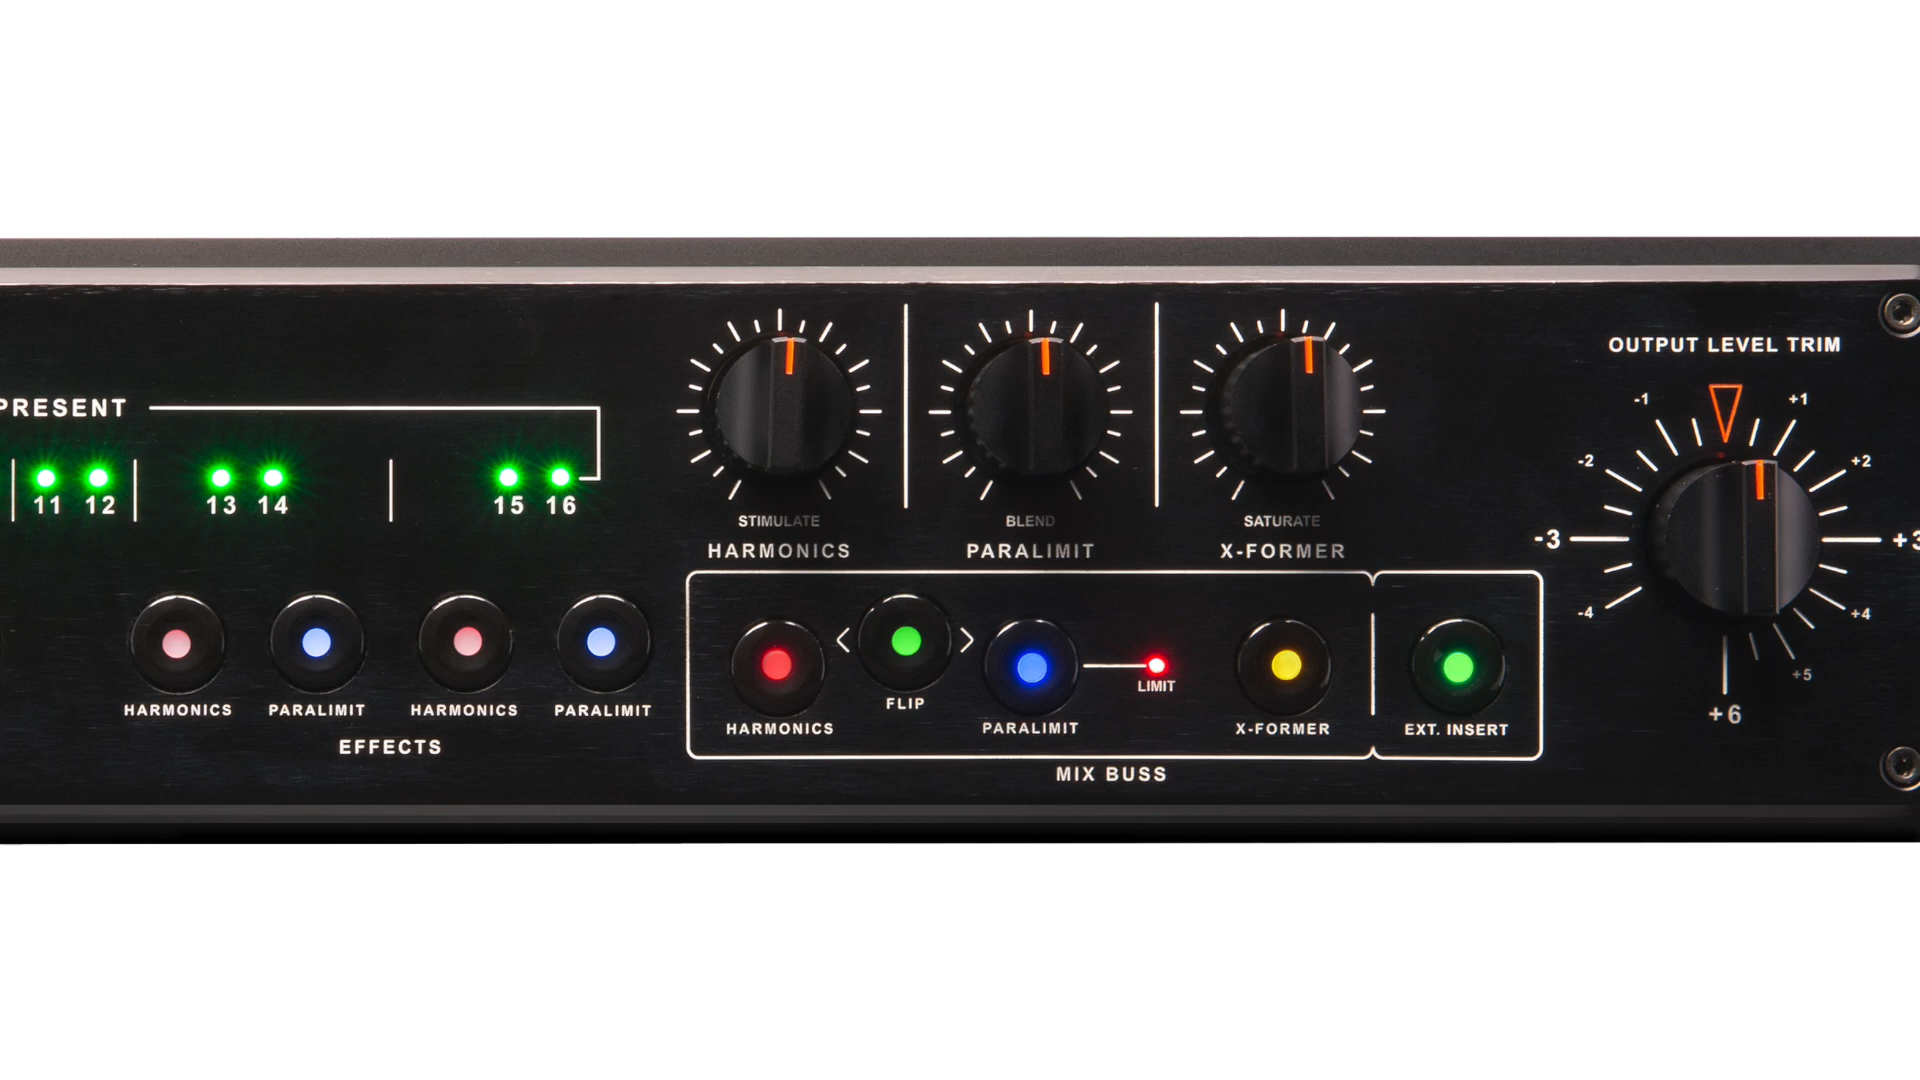 PRESENT
11 12 13 14 15 16
HARMONICS PARALIMIT HARMONICS PARALIMIT
EFFECTS
STIMULATE
HARMONICS
BLEND
PARALIMIT
SATURATE
X-FORMER
HARMONICS
< FLIP >
PARALIMIT
LIMIT
X-FORMER
EXT. INSERT
MIX BUSS
OUTPUT LEVEL TRIM
-1 +1
-2 +2
-3 +3
-4 +4
+5
+6